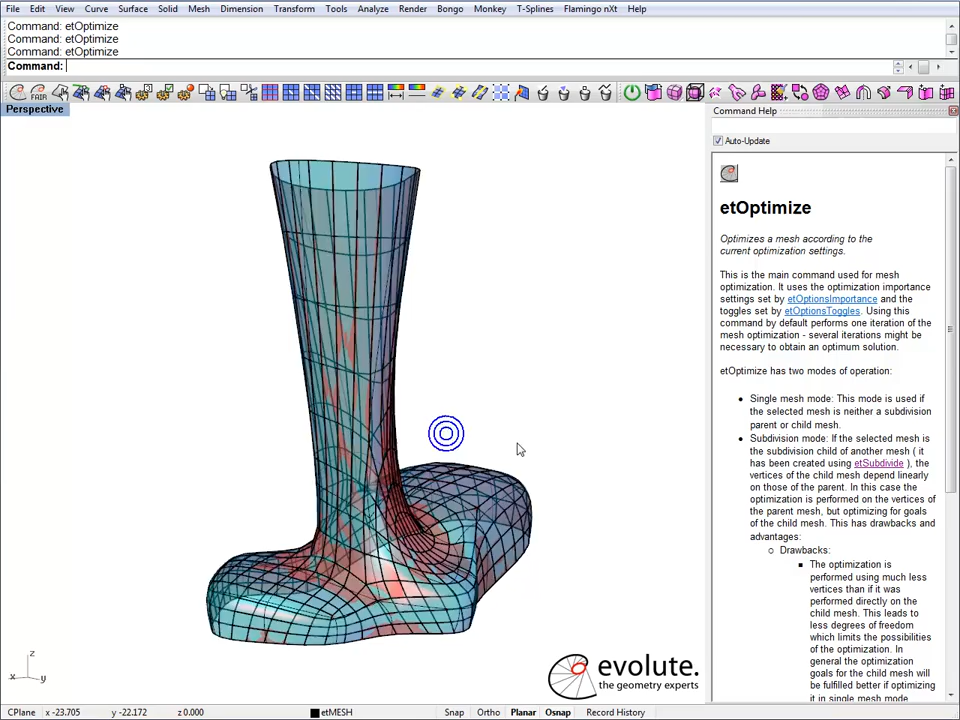 File Edit View Curve Surface Solid Mesh Dimension Transform Tools Analyze Render Bongo Monkey T-Splines Flamingo nXt Help
Command: etOptimize
Command: etOptimize
Command: etOptimize
Command:
FAIR
Perspective
Command Help
Auto-Update
etOptimize
Optimizes a mesh according to the
current optimization settings.
This is the main command used for mesh
optimization. It uses the optimization importance
settings set by etOptionsImportance and the
toggles set by etOptionsToggles. Using this
command by default performs one iteration of the
mesh optimization - several iterations might be
necessary to obtain an optimum solution.
etOptimize has two modes of operation:
Single mesh mode: This mode is used if
the selected mesh is neither a subdivision
parent or child mesh.
Subdivision mode: If the selected mesh is
the subdivision child of another mesh ( it
has been created using etSubdivide ), the
vertices of the child mesh depend linearly
on those of the parent. In this case the
optimization is performed on the vertices of
the parent mesh, but optimizing for goals
of the child mesh. This has drawbacks and
advantages:
Drawbacks:
The optimization is
performed using much less
vertices than if it was
performed directly on the
child mesh. This leads to
less degrees of freedom
which limits the possibilities
of the optimization. In
general the optimization
goals for the child mesh will
be fulfilled better if optimizing
it in single mesh mode
z
x
y
evolute.
the geometry experts
CPlane x -23.705 y -22.172 z 0.000 etMESH Snap Ortho Planar Osnap Record History